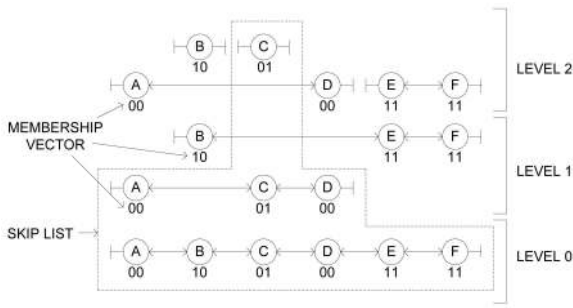 B C
10 01
LEVEL 2
A D E F
00 00 11 11
MEMBERSHIP
VECTOR
B E F
10 11 11
LEVEL 1
A C D
00 01 00
SKIP LIST
A B C D E F
LEVEL 0
00 10 01 00 11 11